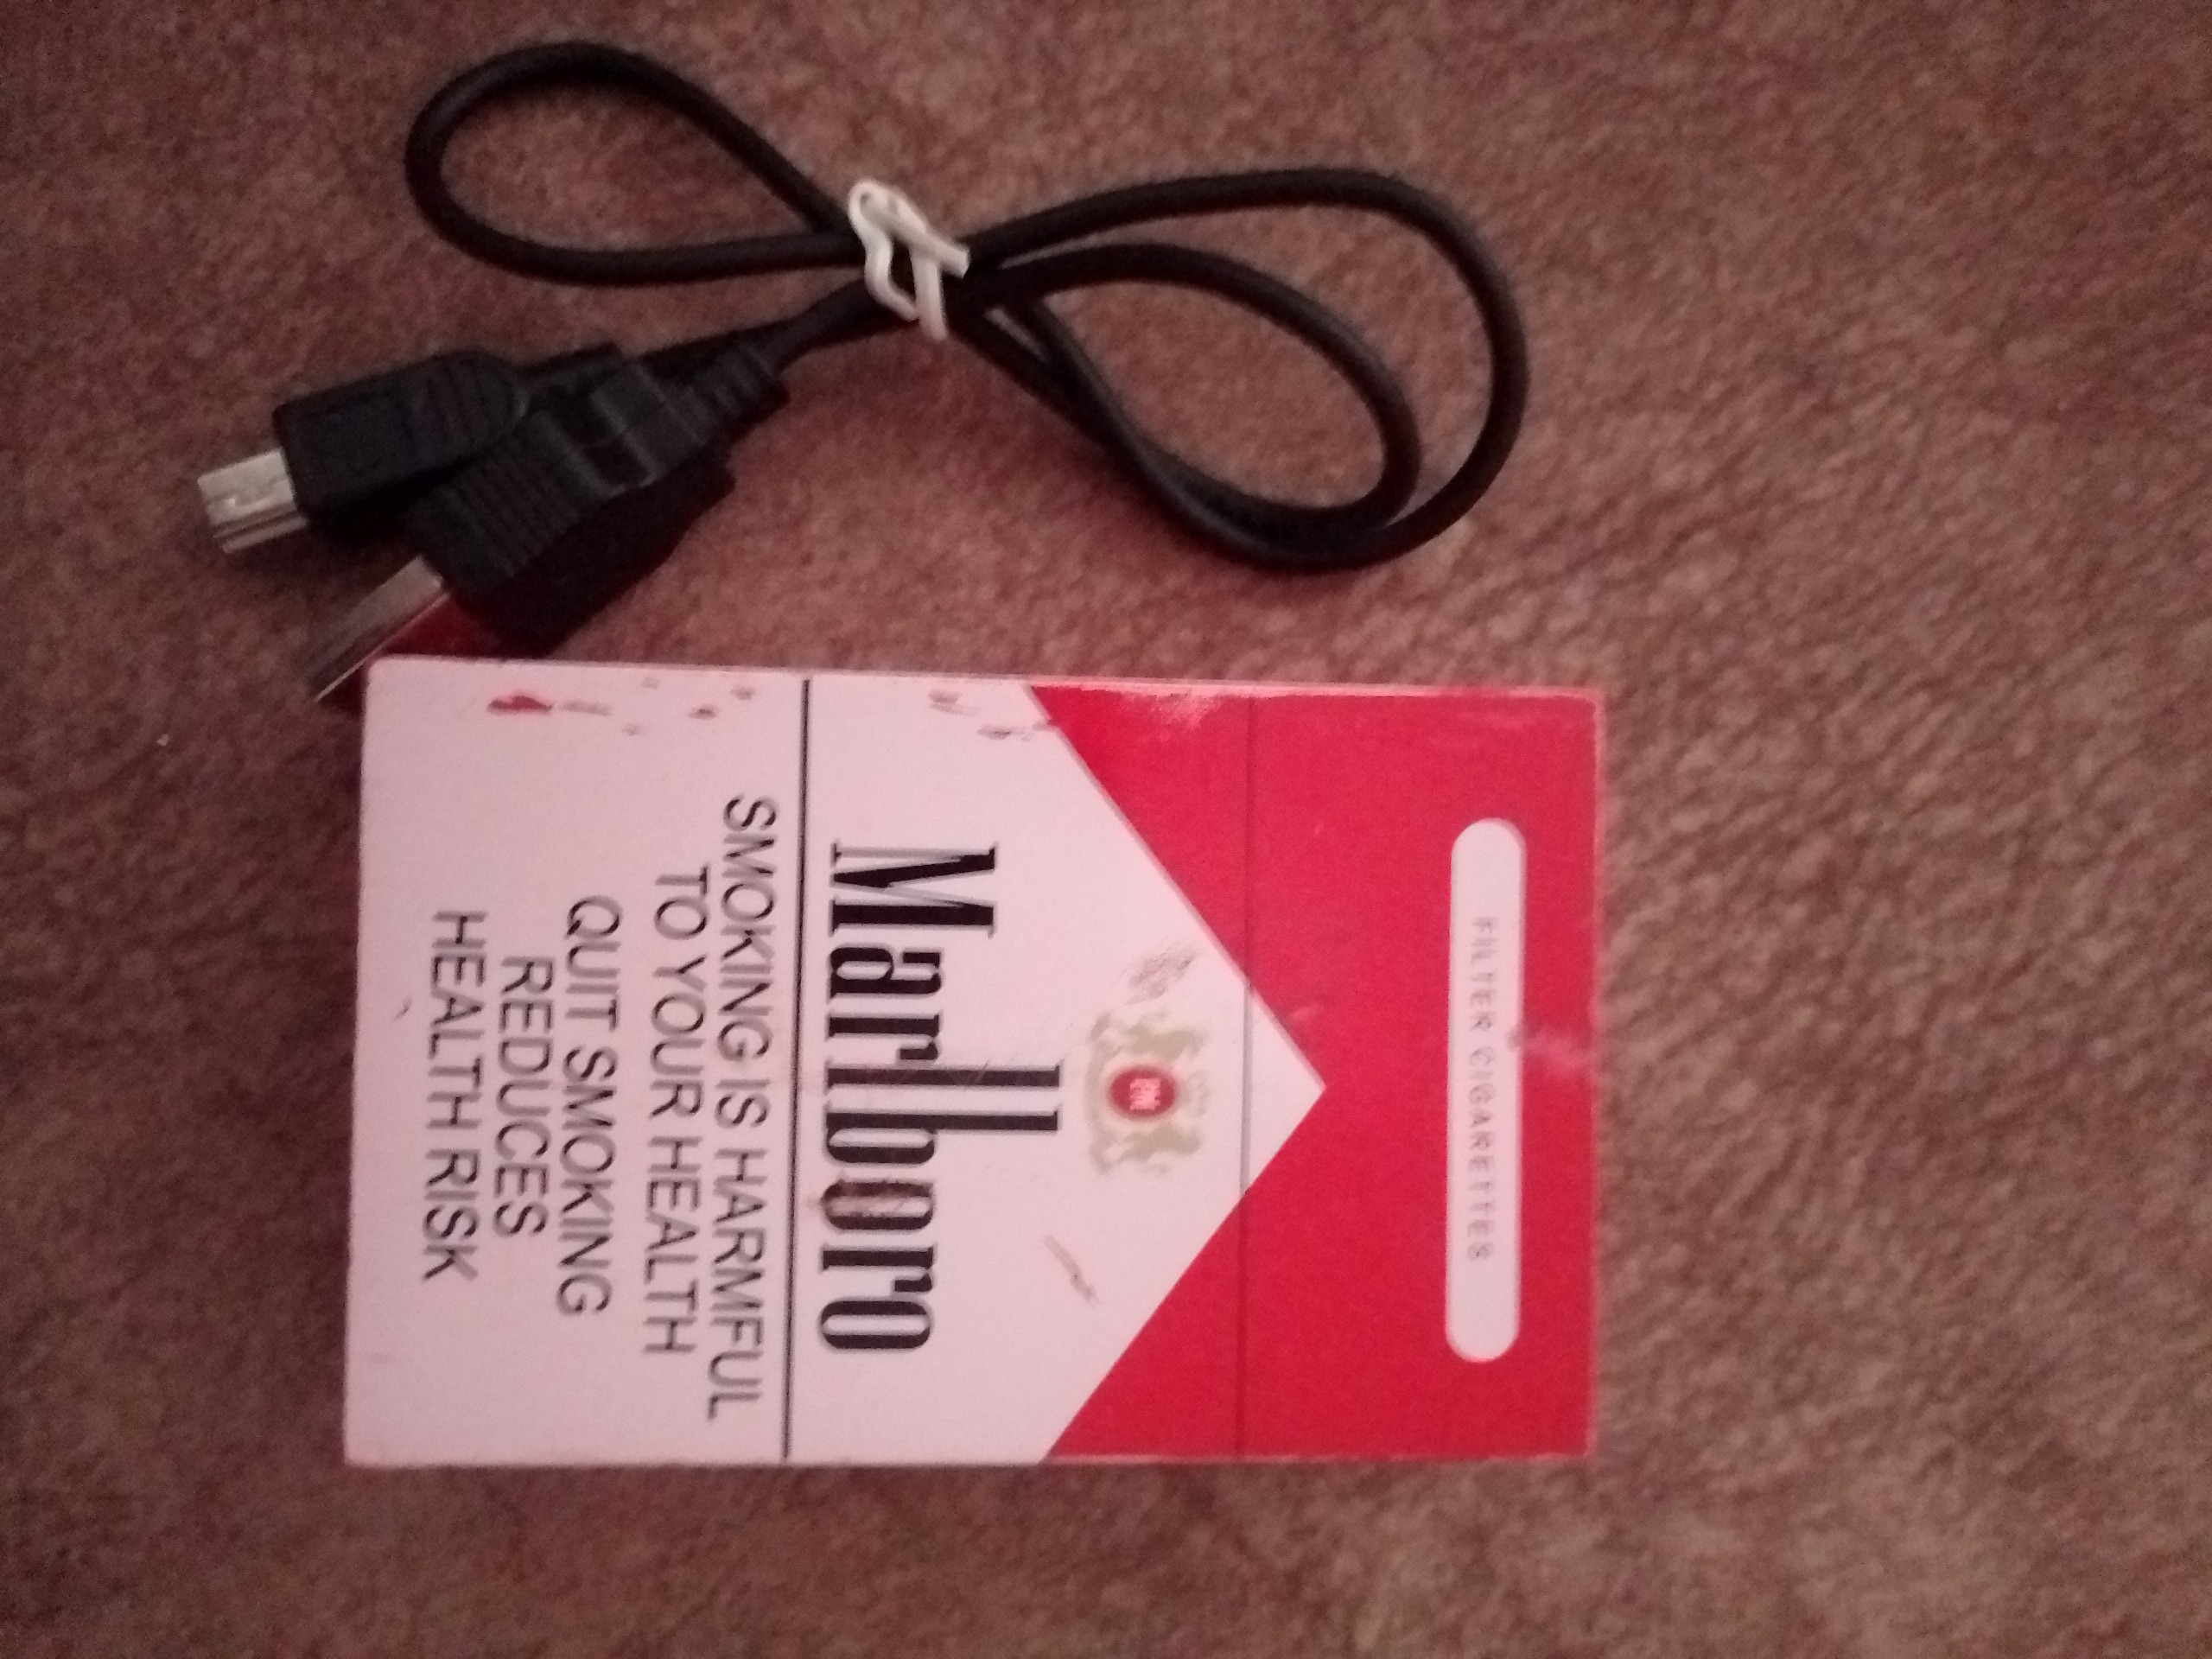 FILTER CIGARETTES
Marlboro
SMOKING IS HARMFUL
TO YOUR HEALTH
QUIT SMOKING
REDUCES
HEALTH RISK